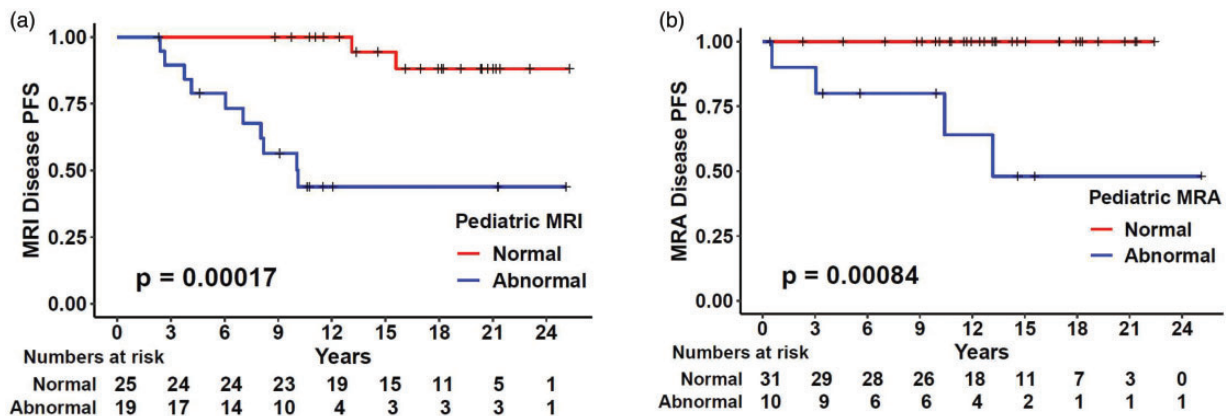 (a)
MRI Disease PFS
1.00
0.75
0.50
0.25
0.00
Pediatric MRI
Normal
Abnormal
p = 0.00017
0 3 6 9 12 15 18 21 24
Numbers at risk
Years
Normal 25 24 24 23 19 15 11 5 1
Abnormal 19 17 14 10 4 3 3 3 1
(b)
MRA Disease PFS
1.00
0.75
0.50
0.25
0.00
Pediatric MRA
Normal
Abnormal
p = 0.00084
0 3 6 9 12 15 18 21 24
Numbers at risk
Years
Normal 31 29 28 26 18 11 7 3 0
Abnormal 10 9 6 6 4 2 1 1 1